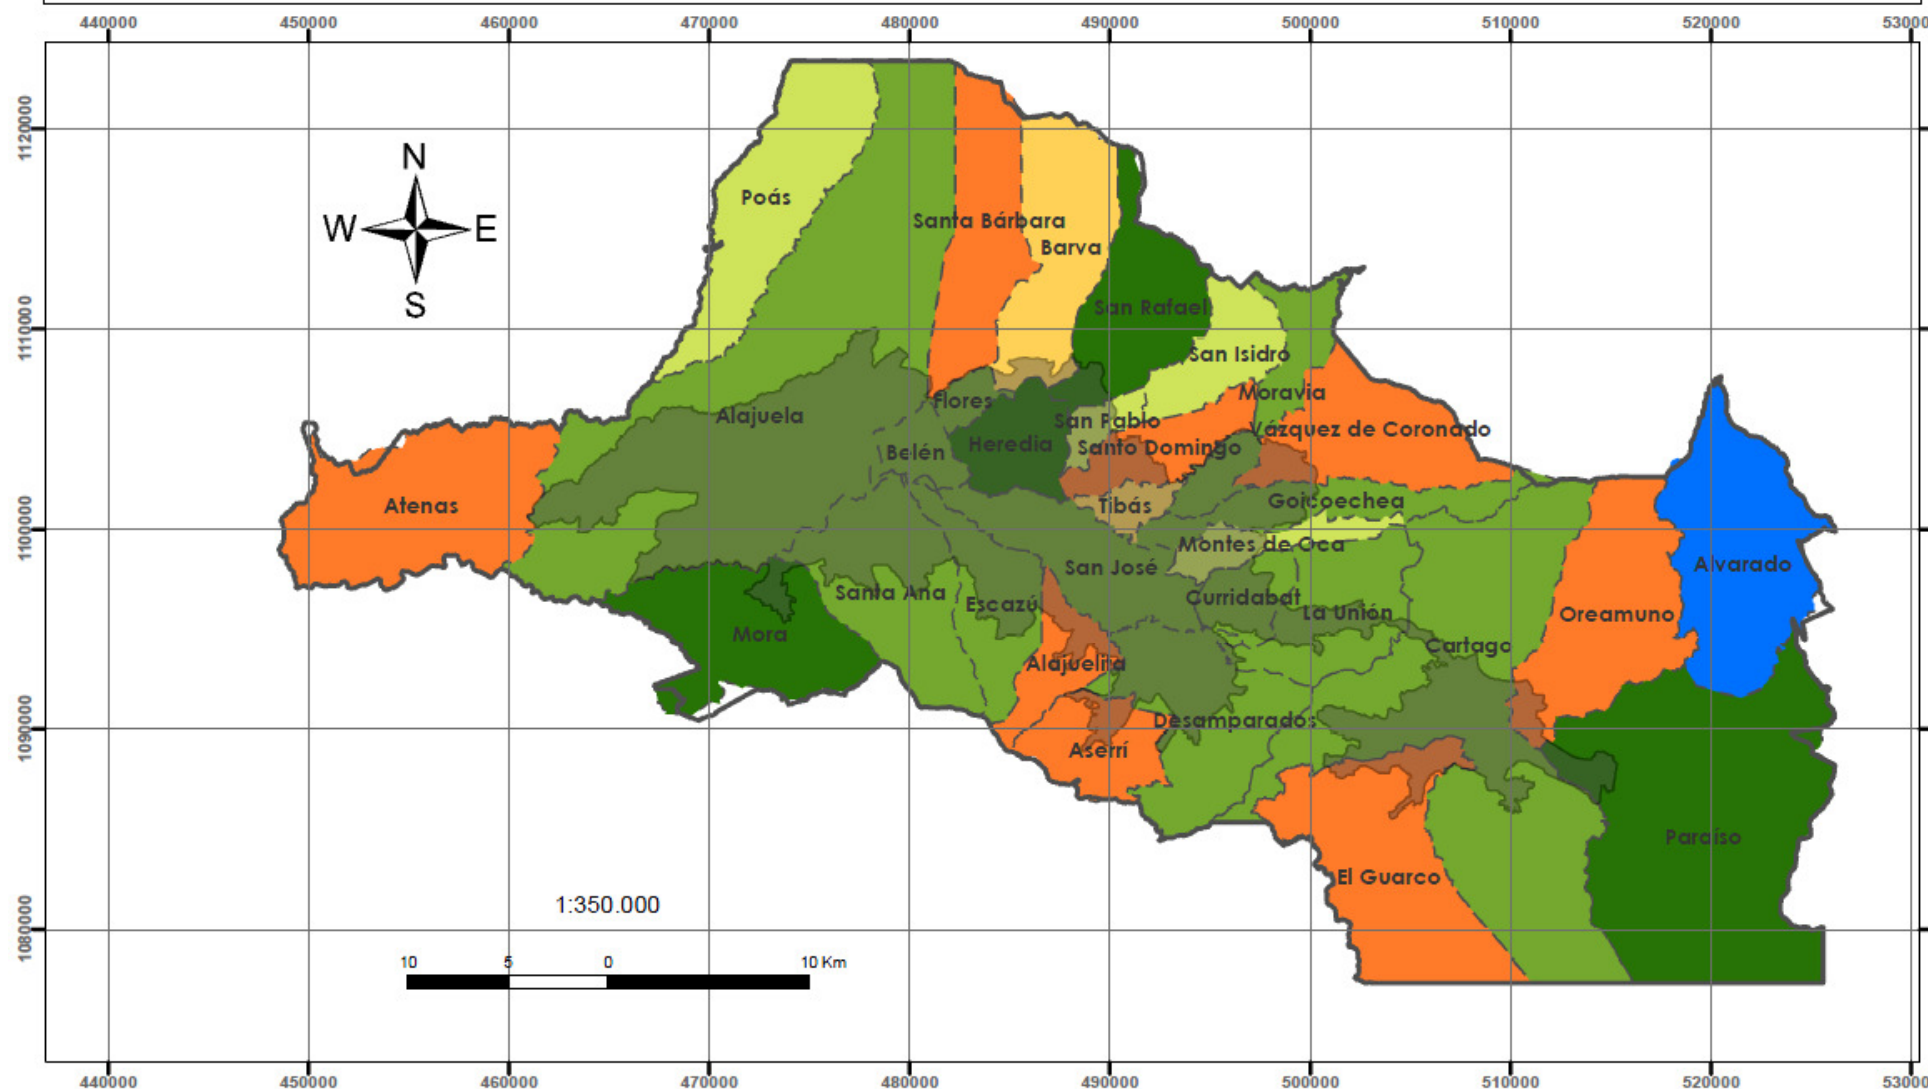 440000 450000 460000 470000 480000 490000 500000 510000 520000 53000
1120000
1110000
1100000
1090000
1080000
N
W E
S
Poás
Santa Bárbara
Barva
San Rafael
San Isidro
Moravia
Flores
Alajuela
San Pablo
Vázquez de Coronado
Heredia
Santo Domingo
Belén
Atenas
Tibás
Goicoechea
Montes de Oca
San José
Alvarado
Santa Ana
Escazú
Curridabat
La Unión
Oreamuno
Mora
Cartago
Alajuelita
Desamparados
Aserrí
Paraíso
El Guarco
1:350.000
10 5 0 10 Km
440000 450000 460000 470000 480000 490000 500000 510000 520000 53000